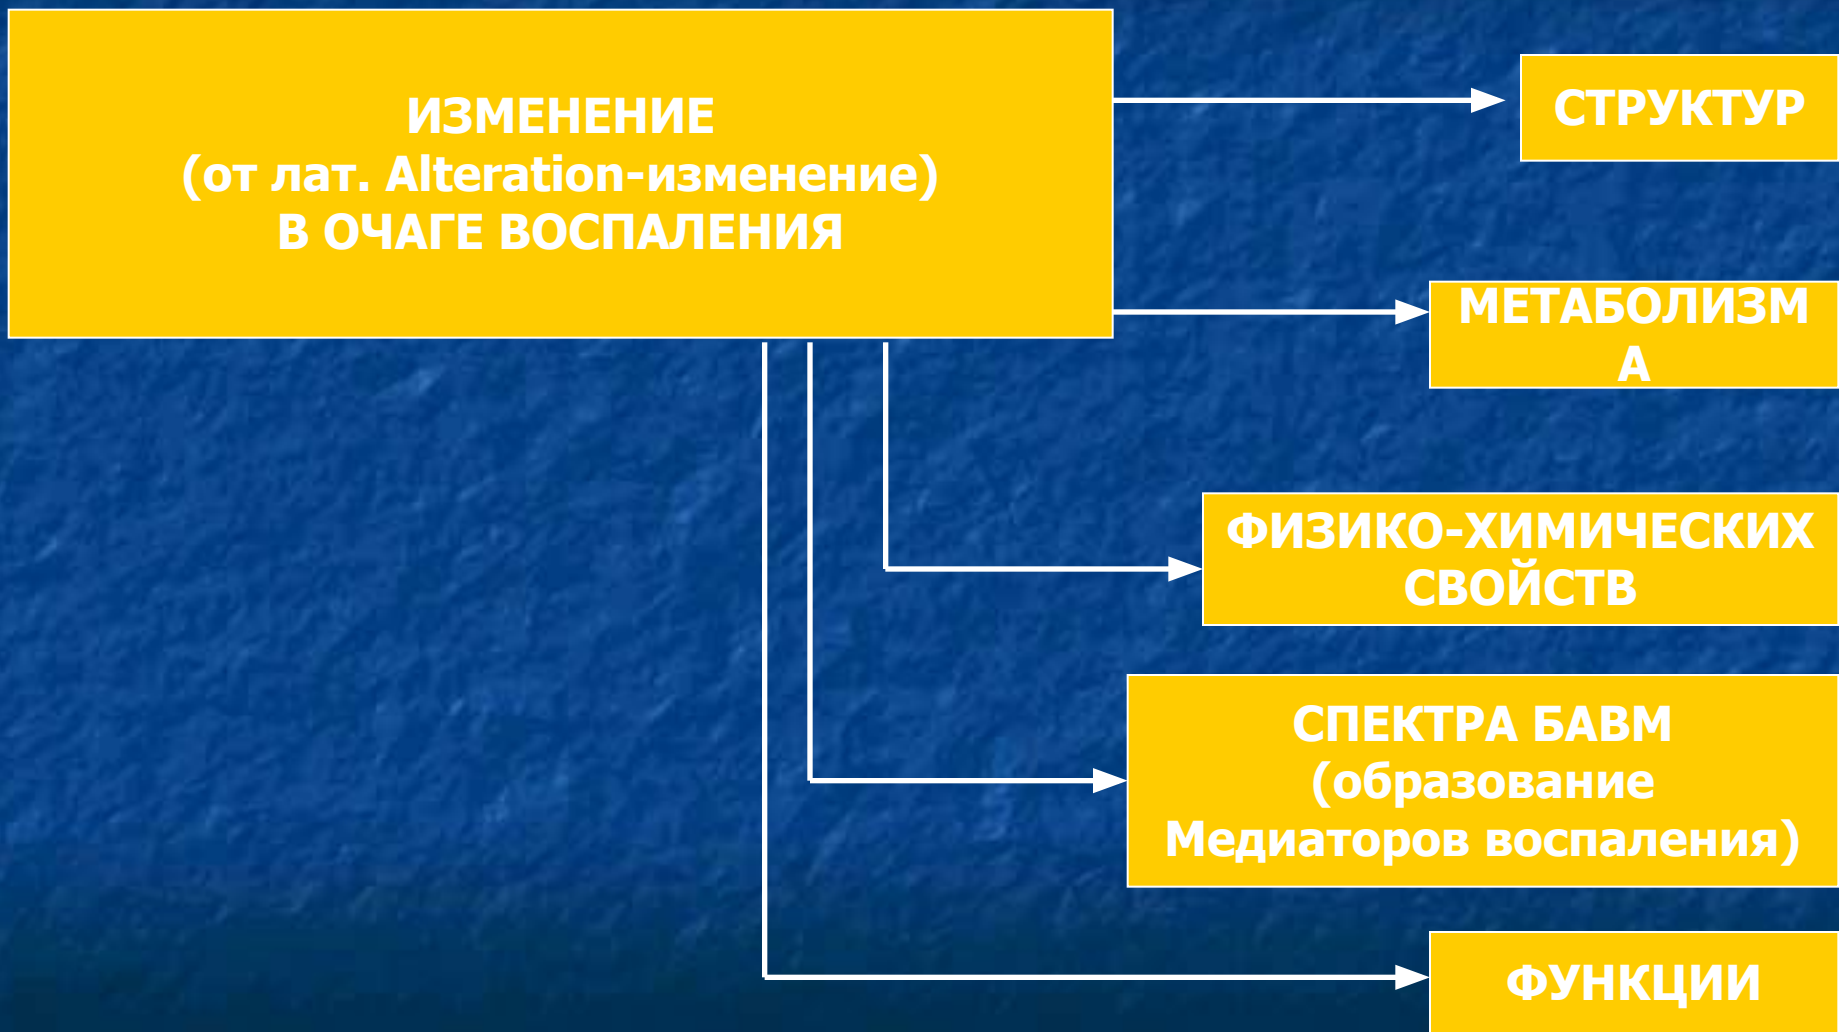 ИЗМЕНЕНИЕ
(от лат. Alteration-изменение)
В ОЧАГЕ ВОСПАЛЕНИЯ
СТРУКТУР
МЕТАБОЛИЗМ
А
ФИЗИКО-ХИМИЧЕСКИХ
СВОЙСТВ
СПЕКТРА БАВМ
(образование
Медиаторов воспаления)
ФУНКЦИИ